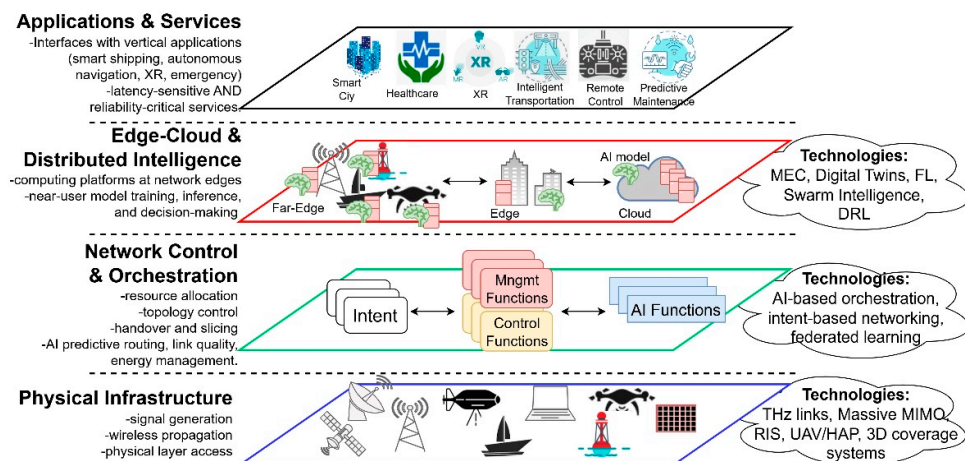 Applications & Services
-Interfaces with vertical applications
(smart shipping, autonomous
navigation, XR, emergency)
-latency-sensitive AND
reliability-critical services.
Smart
Ciy
Healthcare
VR
XR
MR
AR
XR
Intelligent
Transportation
Remote
Control
Predictive
Maintenance
Edge-Cloud &
Distributed Intelligence
-computing platforms at network edges
-near-user model training, inference,
and decision-making
Far-Edge
Edge
AI model
Cloud
Technologies:
MEC, Digital Twins, FL,
Swarm Intelligence,
DRL
Network Control
& Orchestration
-resource allocation
-topology control
-handover and slicing
-AI predictive routing, link quality,
energy management.
Intent
Mngmt
Functions
Control
Functions
AI Functions
Technologies:
AI-based orchestration,
intent-based networking,
federated learning
Physical Infrastructure
-signal generation
-wireless propagation
-physical layer access
Technologies:
THz links, Massive MIMO,
RIS, UAV/HAP, 3D coverage
systems